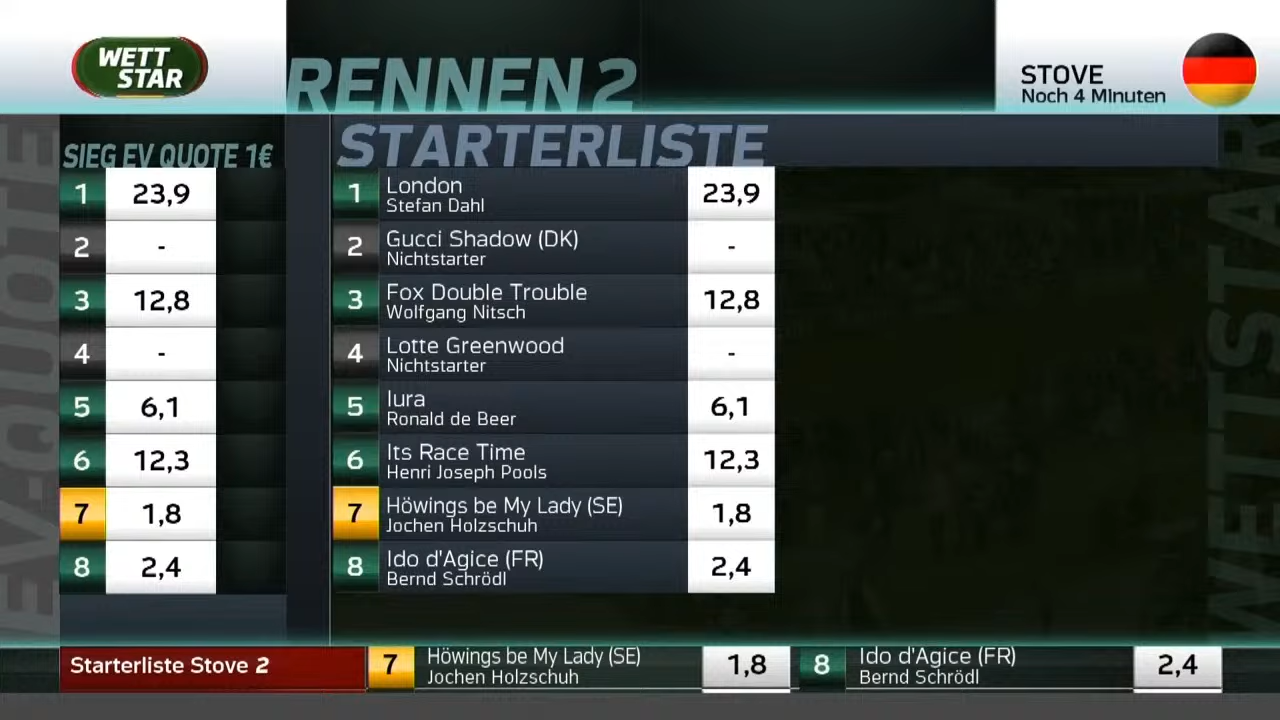 WETT
STAR
RENNEN 2
STOVE
Noch 4 Minuten
SIEG EV QUOTE 1€
STARTERLISTE
1 23,9
2 -
3 12,8
4 -
5 6,1
6 12,3
7 1,8
8 2,4
1 London 23,9
Stefan Dahl
2 Gucci Shadow (DK) -
Nichtstarter
3 Fox Double Trouble 12,8
Wolfgang Nitsch
4 Lotte Greenwood -
Nichtstarter
5 Iura 6,1
Ronald de Beer
6 Its Race Time 12,3
Henri Joseph Pools
7 Höwings be My Lady (SE) 1,8
Jochen Holzschuh
8 Ido d'Agice (FR) 2,4
Bernd Schrödl
EV-QUOTE
WETTSTAR
Starterliste Stove 2
7 Höwings be My Lady (SE) 1,8
Jochen Holzschuh
8 Ido d'Agice (FR) 2,4
Bernd Schrödl